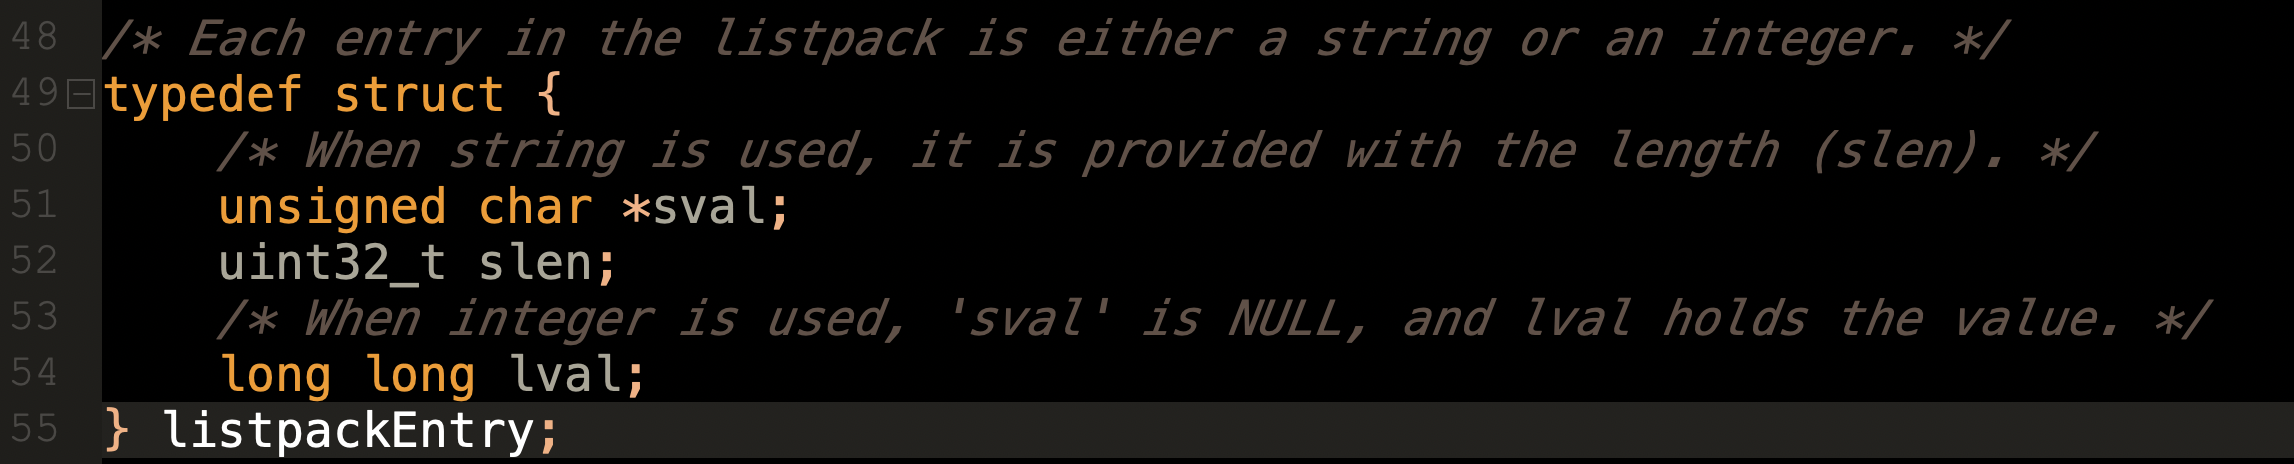 48 /* Each entry in the listpack is either a string or an integer. */
49 typedef struct {
50     /* When string is used, it is provided with the length (slen). */
51     unsigned char *sval;
52     uint32_t slen;
53     /* When integer is used, 'sval' is NULL, and lval holds the value. */
54     long long lval;
55 } listpackEntry;